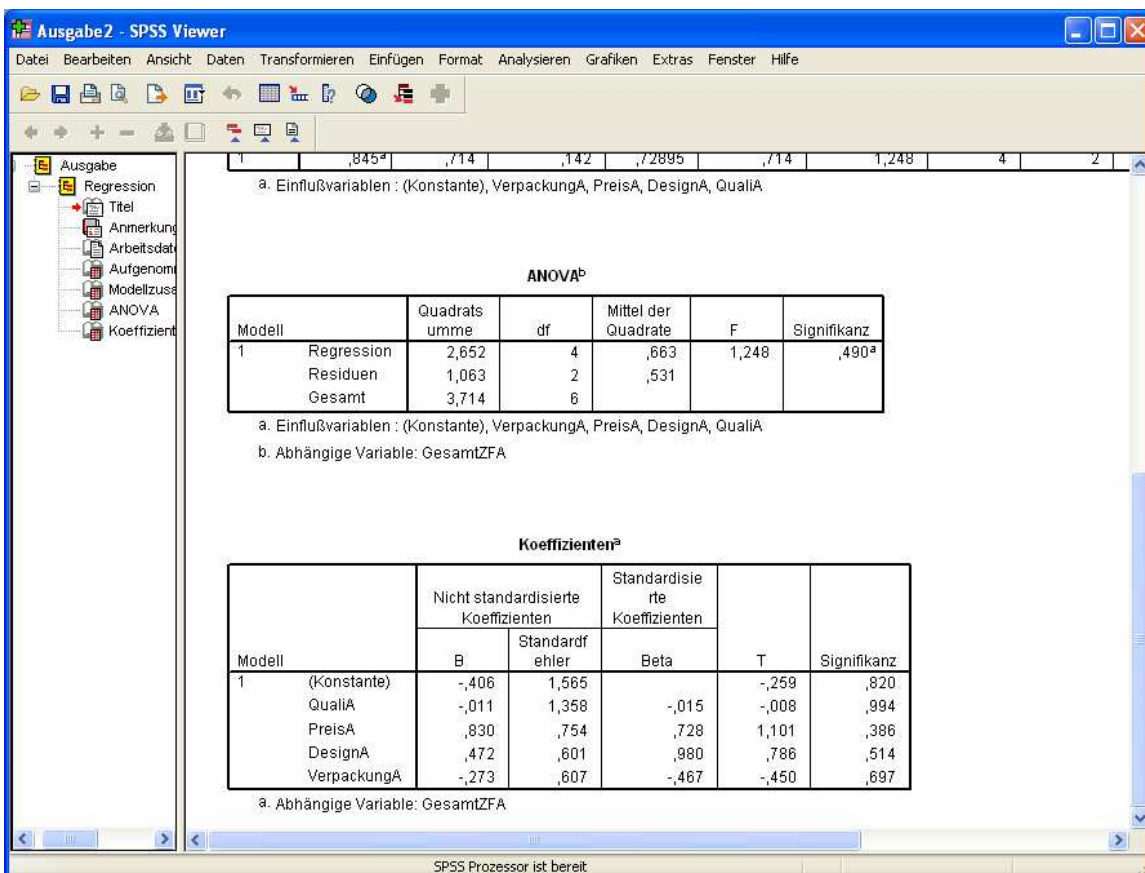 Ausgabe2 - SPSS Viewer
Datei Bearbeiten Ansicht Daten Transformieren Einfügen Format Analysieren Grafiken Extras Fenster Hilfe
Ausgabe
Regression
Titel
Anmerkung
Arbeitsdat
Aufgenom
Modellzuse
ANOVA
Koeffizient
1 ,845a ,714 ,142 ,72895 ,714 1,248 4 2
a. Einflußvariablen : (Konstante), VerpackungA, PreisA, DesignA, QualiA
ANOVAb
Modell Quadrats umme df Mittel der Quadrate F Signifikanz
1 Regression 2,652 4 ,663 1,248 ,490a
Residuen 1,063 2 ,531
Gesamt 3,714 6
a. Einflußvariablen : (Konstante), VerpackungA, PreisA, DesignA, QualiA
b. Abhängige Variable: GesamtZFA
Koeffizientena
Nicht standardisierte Koeffizienten
Standardisie rte Koeffizienten
Modell B Standardf ehler Beta T Signifikanz
1 (Konstante) -,406 1,565 -,259 ,820
QualiA -,011 1,358 -,015 -,008 ,994
PreisA ,830 ,754 ,728 1,101 ,386
DesignA ,472 ,601 ,980 ,786 ,514
VerpackungA -,273 ,607 -,467 -,450 ,697
a. Abhängige Variable: GesamtZFA
SPSS Prozessor ist bereit